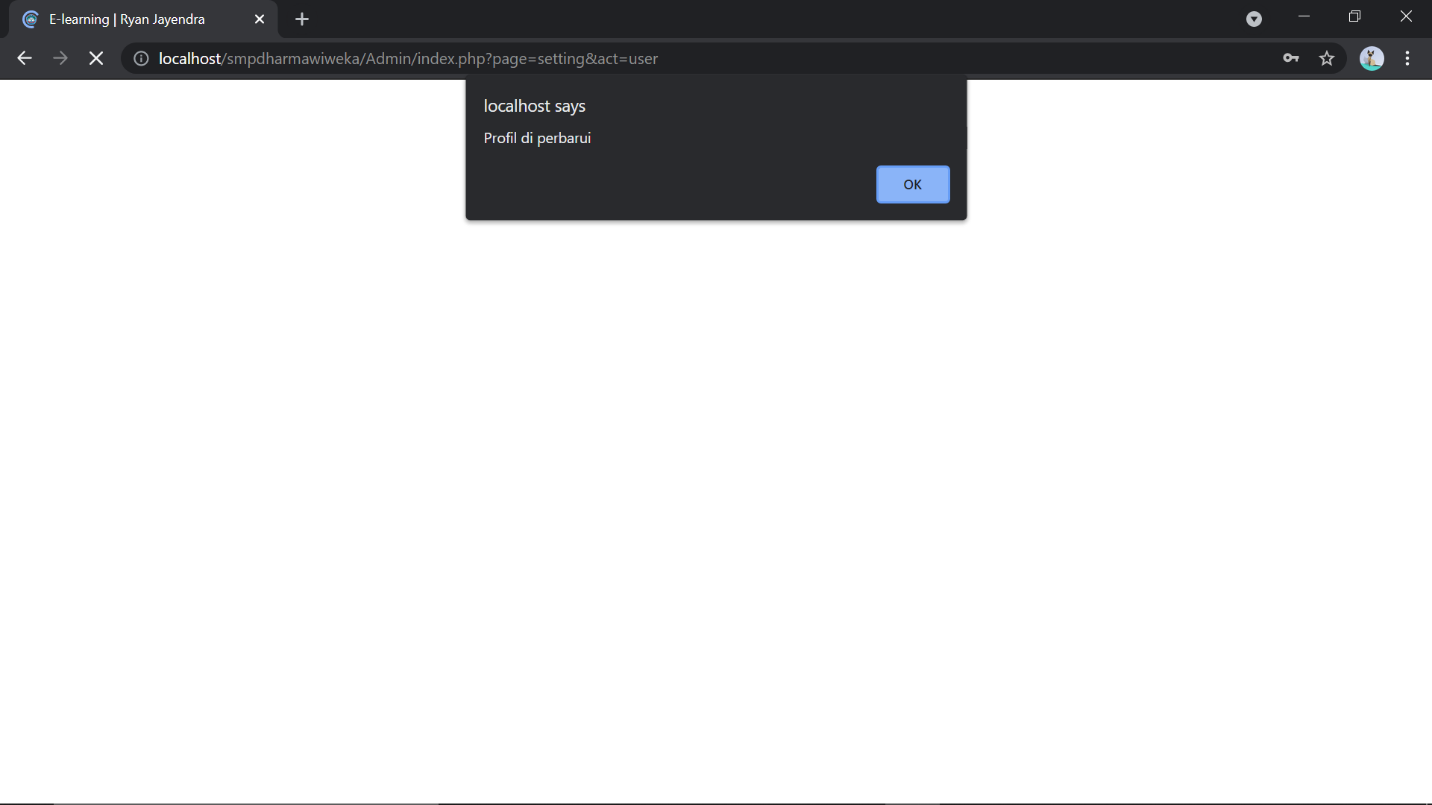 E-learning | Ryan Jayendra
localhost/smpdharmawiweka/Admin/index.php?page=setting&act=user
localhost says
Profil di perbarui
OK